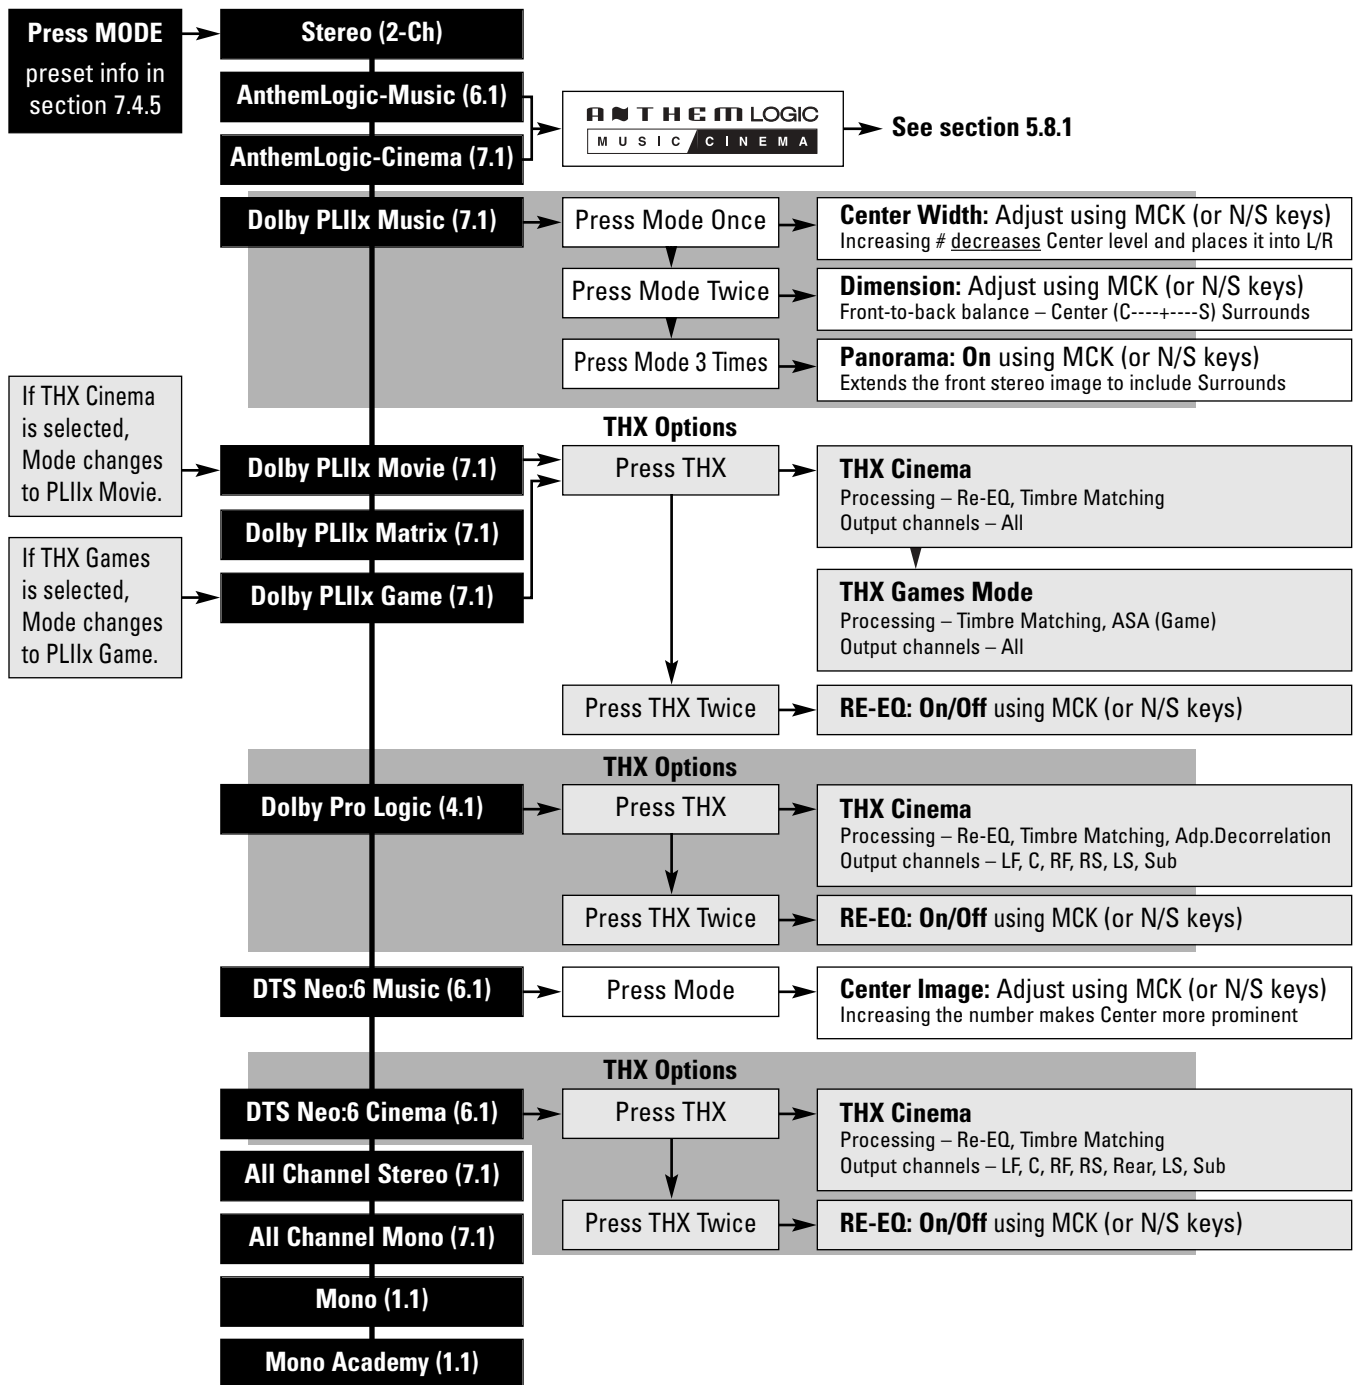 Press MODE
preset info in
section 7.4.5
Stereo (2-Ch)
AnthemLogic-Music (6.1)
AnthemLogic-Cinema (7.1)
ANTHEM LOGIC
MUSIC/CINEMA
See section 5.8.1
Dolby PLIIx Music (7.1)
Press Mode Once
Center Width: Adjust using MCK (or N/S keys)
Increasing # decreases Center level and places it into L/R
Press Mode Twice
Dimension: Adjust using MCK (or N/S keys)
Front-to-back balance – Center (C----+----S) Surrounds
Press Mode 3 Times
Panorama: On using MCK (or N/S keys)
Extends the front stereo image to include Surrounds
If THX Cinema
is selected,
Mode changes
to PLIIx Movie.
THX Options
Dolby PLIIx Movie (7.1)
Press THX
THX Cinema
Processing – Re-EQ, Timbre Matching
Output channels – All
Dolby PLIIx Matrix (7.1)
If THX Games
is selected,
Mode changes
to PLIIx Game.
Dolby PLIIx Game (7.1)
THX Games Mode
Processing – Timbre Matching, ASA (Game)
Output channels – All
Press THX Twice
RE-EQ: On/Off using MCK (or N/S keys)
THX Options
Dolby Pro Logic (4.1)
Press THX
THX Cinema
Processing – Re-EQ, Timbre Matching, Adp.Decorrelation
Output channels – LF, C, RF, RS, LS, Sub
Press THX Twice
RE-EQ: On/Off using MCK (or N/S keys)
DTS Neo:6 Music (6.1)
Press Mode
Center Image: Adjust using MCK (or N/S keys)
Increasing the number makes Center more prominent
THX Options
DTS Neo:6 Cinema (6.1)
Press THX
THX Cinema
Processing – Re-EQ, Timbre Matching
Output channels – LF, C, RF, RS, Rear, LS, Sub
All Channel Stereo (7.1)
Press THX Twice
RE-EQ: On/Off using MCK (or N/S keys)
All Channel Mono (7.1)
Mono (1.1)
Mono Academy (1.1)